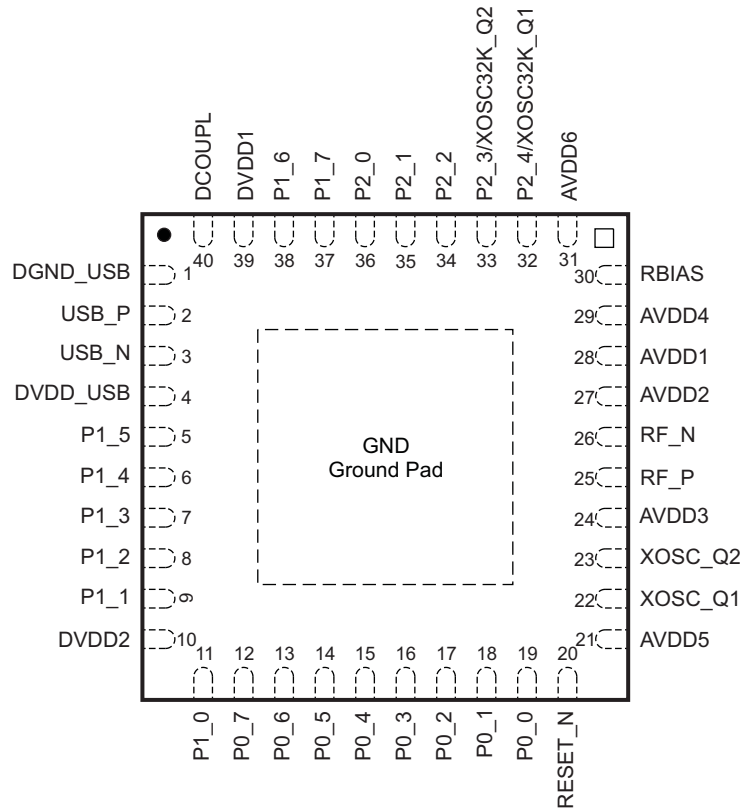 DCOUPL
DVDD1
P1_6
P1_7
P2_0
P2_1
P2_2
P2_3/XOSC32K_Q2
P2_4/XOSC32K_Q1
AVDD6
40 39 38 37 36 35 34 33 32 31
DGND_USB 1
USB_P 2
USB_N 3
DVDD_USB 4
P1_5 5
P1_4 6
P1_3 7
P1_2 8
P1_1 9
DVDD2 10
GND
Ground Pad
30 RBIAS
29 AVDD4
28 AVDD1
27 AVDD2
26 RF_N
25 RF_P
24 AVDD3
23 XOSC_Q2
22 XOSC_Q1
21 AVDD5
11 12 13 14 15 16 17 18 19 20
P1_0
P0_7
P0_6
P0_5
P0_4
P0_3
P0_2
P0_1
P0_0
RESET_N